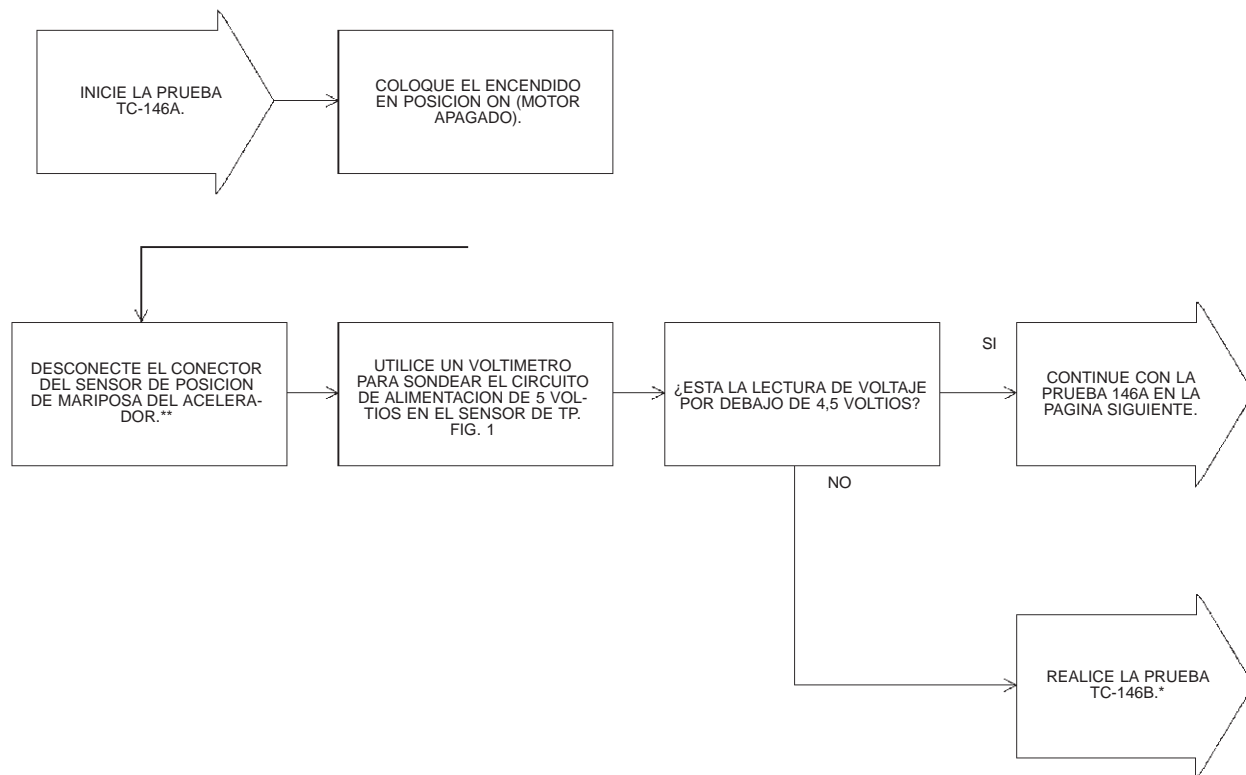 INICIE LA PRUEBA
TC-146A.
COLOQUE EL ENCENDIDO
EN POSICION ON (MOTOR
APAGADO).
DESCONECTE EL CONECTOR
DEL SENSOR DE POSICION
DE MARIPOSA DEL ACELERA-
DOR.**
UTILICE UN VOLTIMETRO
PARA SONDEAR EL CIRCUITO
DE ALIMENTACION DE 5 VOL-
TIOS EN EL SENSOR DE TP.
FIG. 1
¿ESTA LA LECTURA DE VOLTAJE
POR DEBAJO DE 4,5 VOLTIOS?
SI
CONTINUE CON LA
PRUEBA 146A EN LA
PAGINA SIGUIENTE.
NO
REALICE LA PRUEBA
TC-146B.*